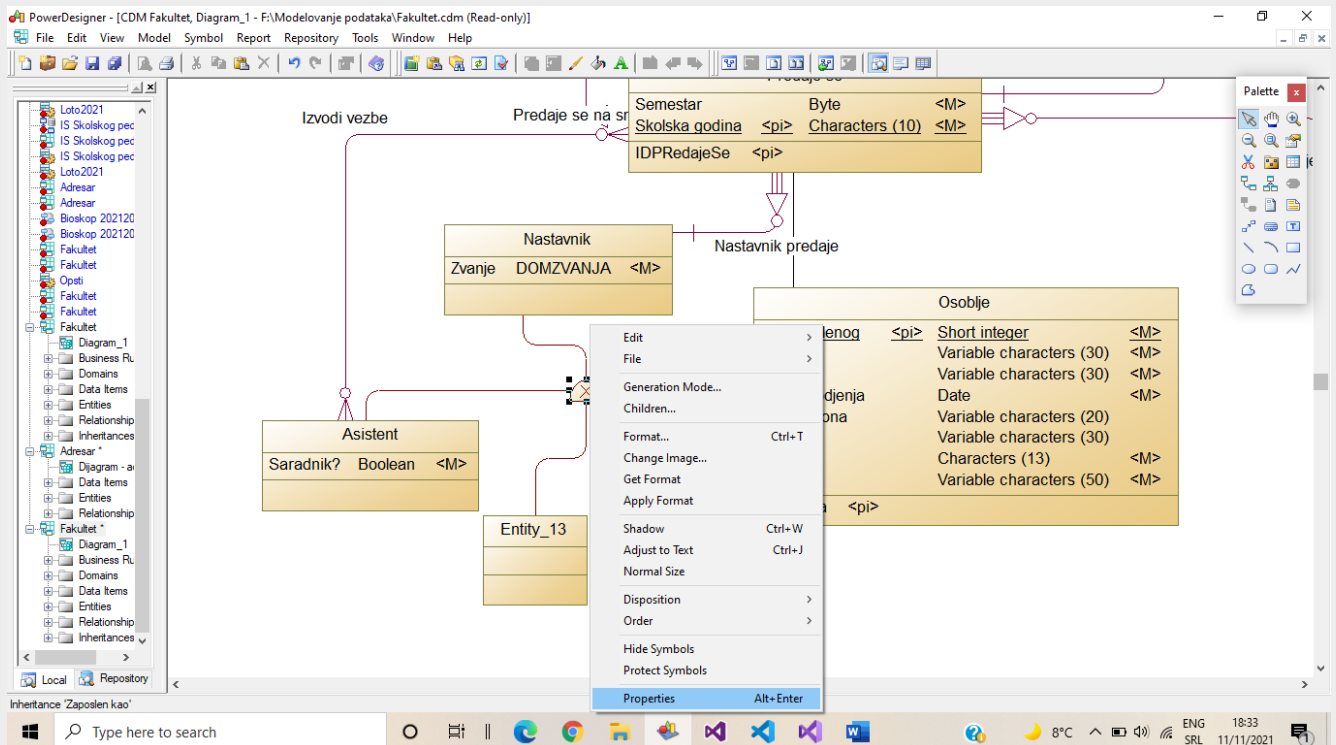 PowerDesigner - [CDM Fakultet, Diagram_1 - F:\Modelovanje podataka\Fakultet.cdm (Read-only)]
File Edit View Model Symbol Report Repository Tools Window Help
Loto2021
IS Skolskog pec
IS Skolskog pec
IS Skolskog pec
Loto2021
Adresar
Adresar
Bioskop 202120
Bioskop 202120
Fakultet
Fakultet
Opsti
Fakultet
Fakultet
Fakultet
Diagram_1
Business Ru
Domains
Data Items
Entities
Relationship
Inheritances
Adresar *
Dijagram - a
Data Items
Entities
Relationship
Fakultet *
Diagram_1
Business Ru
Domains
Data Items
Entities
Relationship
Inheritances
Local Repository
Izvodi vezbe
Predaje se na sr
Predaje se
Semestar Byte <M>
Skolska godina <pi> Characters (10) <M>
IDPRedajeSe <pi>
Nastavnik
Zvanje DOMZVANJA <M>
Nastavnik predaje
Osoblje
lenog <pi> Short integer <M>
Variable characters (30) <M>
Variable characters (30) <M>
djenja Date <M>
ona Variable characters (20)
Variable characters (30)
Characters (13) <M>
Variable characters (50) <M>
a <pi>
Asistent
Saradnik? Boolean <M>
Entity_13
Edit
File
Generation Mode...
Children...
Format... Ctrl+T
Change Image...
Get Format
Apply Format
Shadow Ctrl+W
Adjust to Text Ctrl+J
Normal Size
Disposition
Order
Hide Symbols
Protect Symbols
Properties Alt+Enter
Palette
je
Inheritance 'Zaposlen kao'
Type here to search
8°C
ENG
SRL
18:33
11/11/2021
1